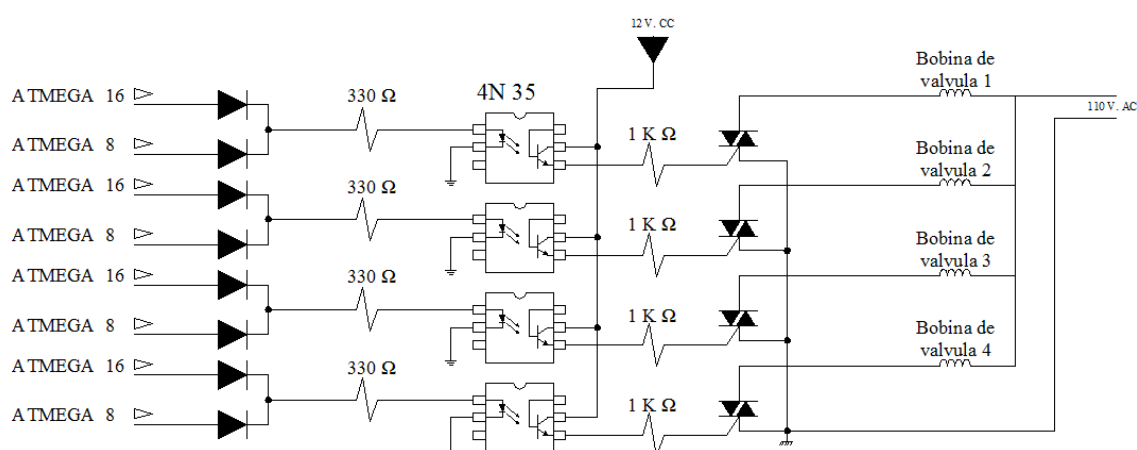 12 V. CC
Bobina de
valvula 1
ATMEGA 16
330 Ω
4N 35
110 V. AC
1 K Ω
ATMEGA 8
Bobina de
valvula 2
ATMEGA 16
330 Ω
1 K Ω
ATMEGA 8
Bobina de
valvula 3
ATMEGA 16
330 Ω
1 K Ω
ATMEGA 8
Bobina de
valvula 4
ATMEGA 16
330 Ω
1 K Ω
ATMEGA 8